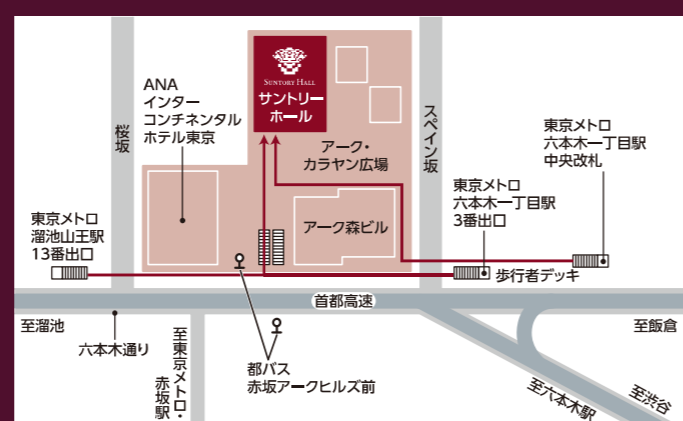 SUNTORY HALL
サントリー
ホール
ANA
インター
コンチネンタル
ホテル東京
桜坂
スペイン坂
アーク・
カラヤン広場
東京メトロ
六本木一丁目駅
中央改札
東京メトロ
六本木一丁目駅
3番出口
アーク森ビル
東京メトロ
溜池山王駅
13番出口
歩行者デッキ
首都高速
至溜池
六本木通り
至飯倉
至東京メトロ・
赤坂駅
都バス
赤坂アークヒルズ前
至六本木駅
至渋谷